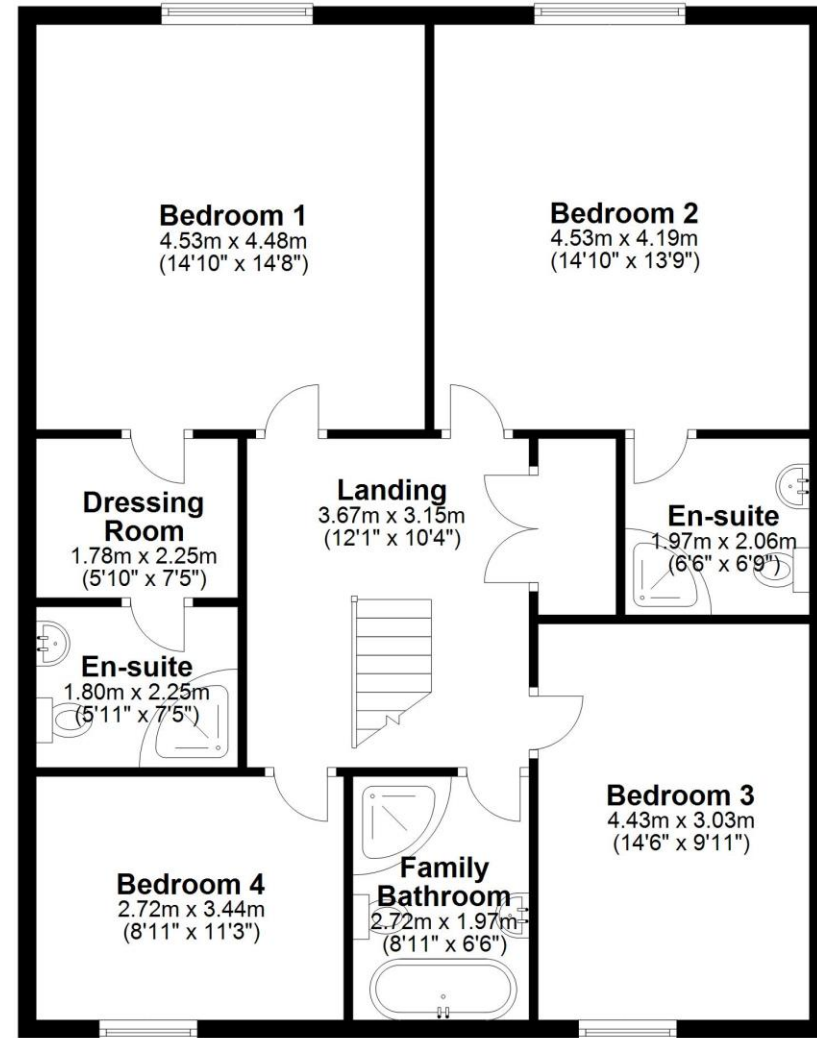 Bedroom 1
4.53m x 4.48m
(14'10" x 14'8")
Bedroom 2
4.53m x 4.19m
(14'10" x 13'9")
Dressing
Room
1.78m x 2.25m
(5'10" x 7'5")
Landing
3.67m x 3.15m
(12'1" x 10'4")
En-suite
1.97m x 2.06m
(6'6" x 6'9")
En-suite
1.80m x 2.25m
(5'11" x 7'5")
Bedroom 3
4.43m x 3.03m
(14'6" x 9'11")
Bedroom 4
2.72m x 3.44m
(8'11" x 11'3")
Family
Bathroom
2.72m x 1.97m
(8'11" x 6'6")